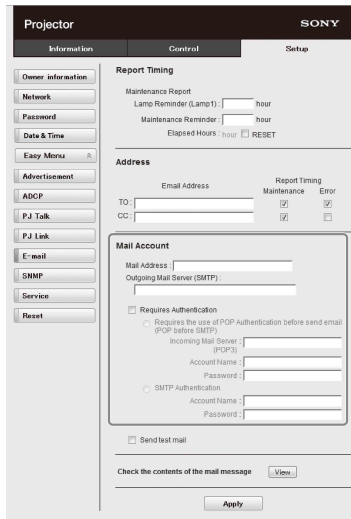 Projector SONY
Information Control Setup
Owner information
Network
Password
Date & Time
Easy Menu
Advertisement
ADCP
PJ Talk
PJ Link
E-mail
SNMP
Service
Reset
Report Timing
Maintenance Report
Lamp Reminder (Lamp1) : hour
Maintenance Reminder : hour
Elapsed Hours : hour RESET
Address
Email Address Report Timing
Maintenance Error
TO :
CC :
Mail Account
Mail Address :
Outgoing Mail Server (SMTP) :
Requires Authentication
Requires the use of POP Authentication before send email
(POP before SMTP)
Incoming Mail Server :
(POP3)
Account Name :
Password :
SMTP Authentication
Account Name :
Password :
Send test mail
Check the contents of the mail message View
Apply